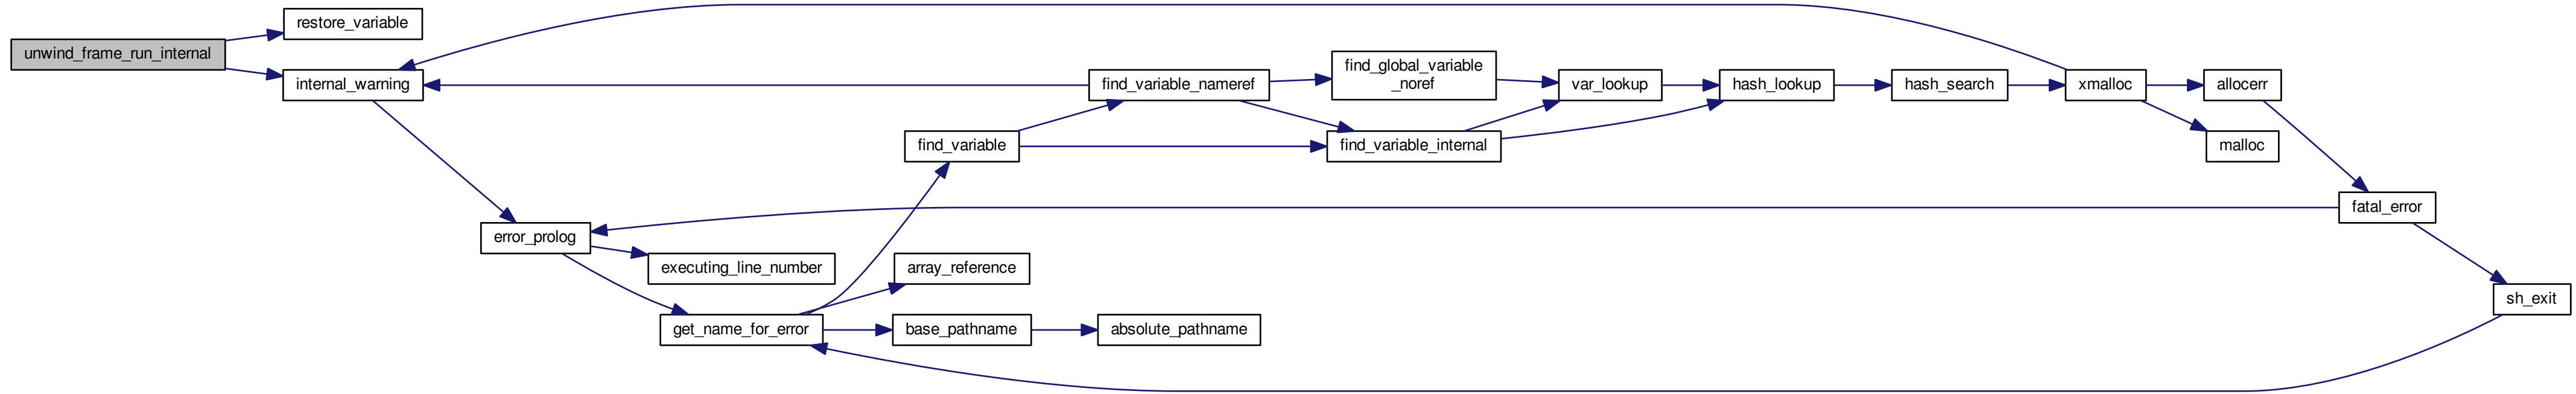 unwind_frame_run_internal
restore_variable
internal_warning
error_prolog
executing_line_number
get_name_for_error
find_variable
array_reference
base_pathname
absolute_pathname
find_variable_nameref
find_global_variable
_noref
find_variable_internal
var_lookup
hash_lookup
hash_search
xmalloc
allocerr
malloc
fatal_error
sh_exit